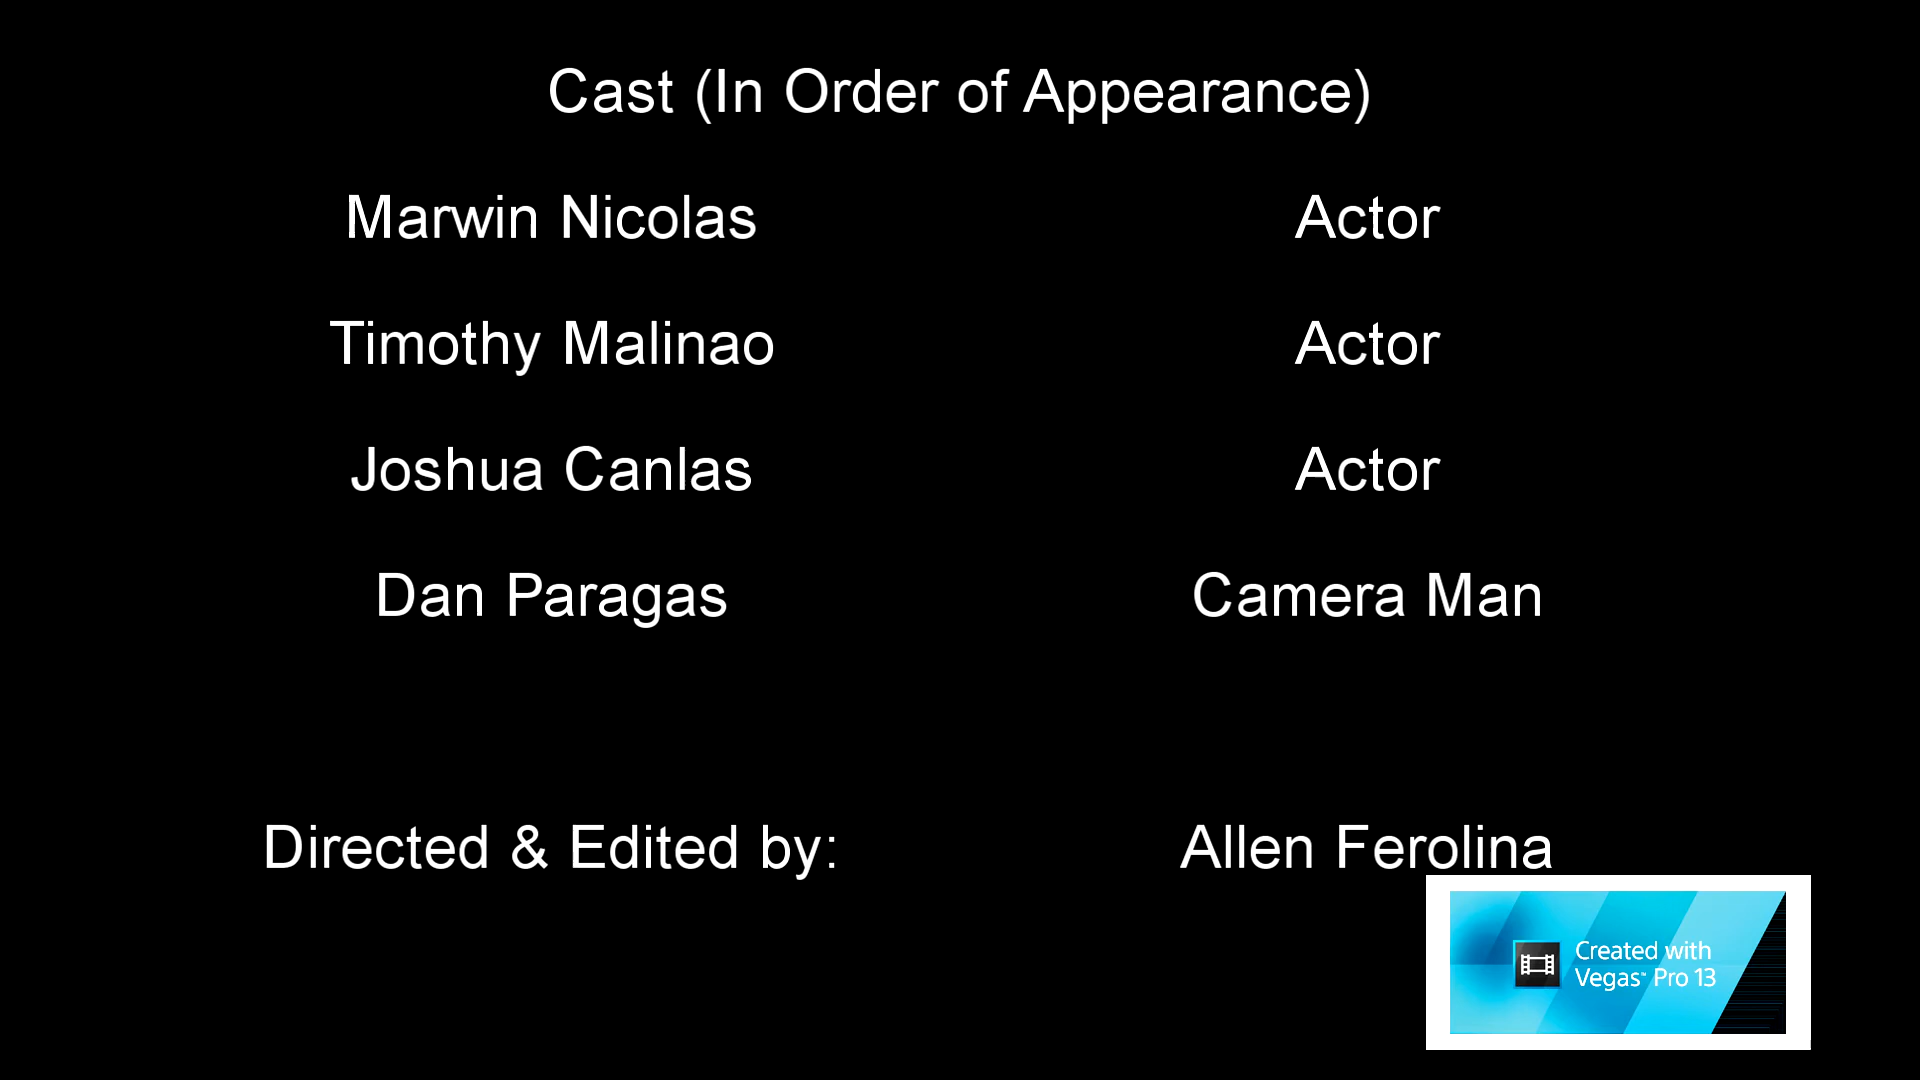 Cast (In Order of Appearance)
Marwin Nicolas Actor
Timothy Malinao Actor
Joshua Canlas Actor
Dan Paragas Camera Man
Directed & Edited by: Allen Ferolina
Created with
Vegas™ Pro 13